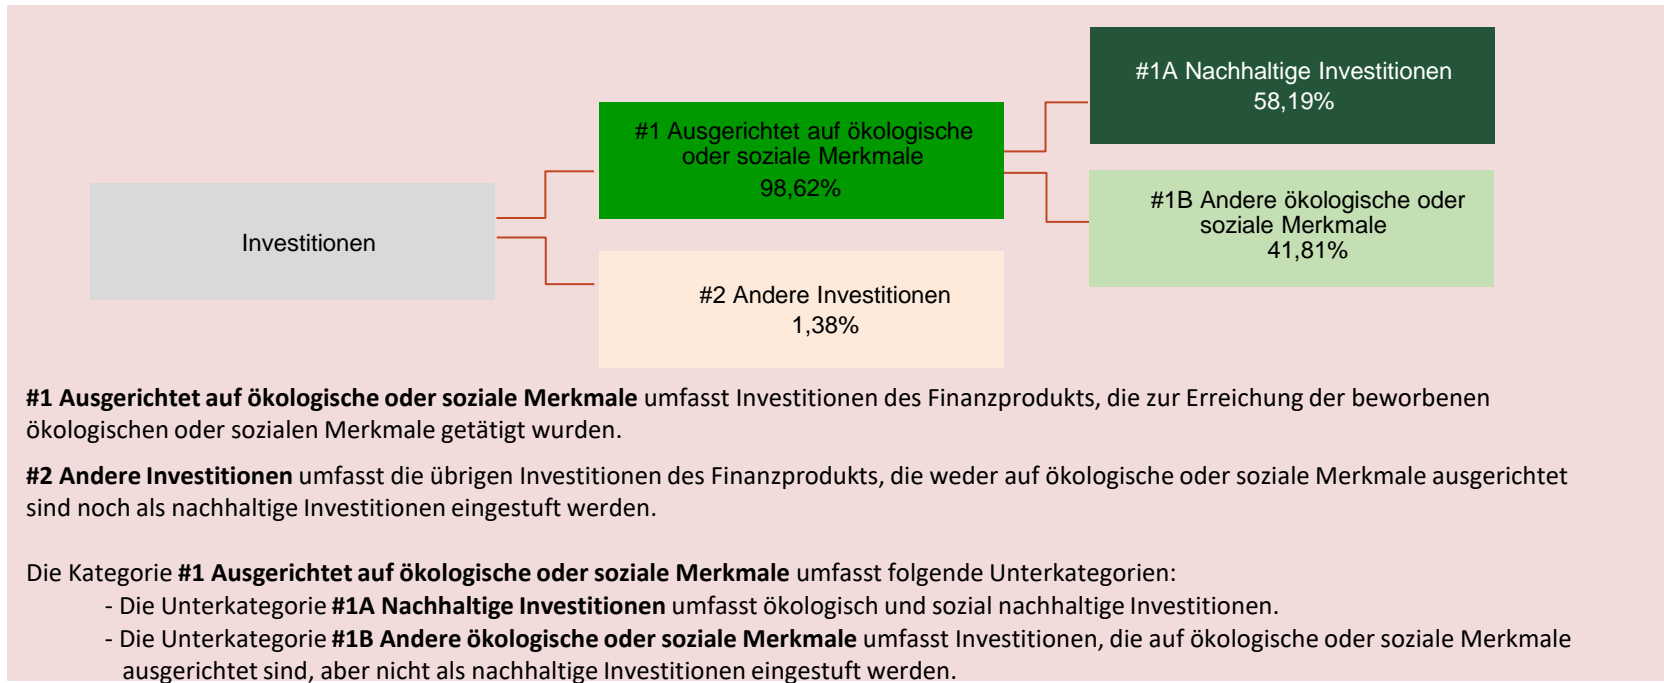 #1A Nachhaltige Investitionen
58,19%
#1 Ausgerichtet auf ökologische
oder soziale Merkmale
98,62%
#1B Andere ökologische oder
soziale Merkmale
41,81%
Investitionen
#2 Andere Investitionen
1,38%
#1 Ausgerichtet auf ökologische oder soziale Merkmale umfasst Investitionen des Finanzprodukts, die zur Erreichung der beworbenen
ökologischen oder sozialen Merkmale getätigt wurden.
#2 Andere Investitionen umfasst die übrigen Investitionen des Finanzprodukts, die weder auf ökologische oder soziale Merkmale ausgerichtet
sind noch als nachhaltige Investitionen eingestuft werden.
Die Kategorie #1 Ausgerichtet auf ökologische oder soziale Merkmale umfasst folgende Unterkategorien:
- Die Unterkategorie #1A Nachhaltige Investitionen umfasst ökologisch und sozial nachhaltige Investitionen.
- Die Unterkategorie #1B Andere ökologische oder soziale Merkmale umfasst Investitionen, die auf ökologische oder soziale Merkmale
ausgerichtet sind, aber nicht als nachhaltige Investitionen eingestuft werden.